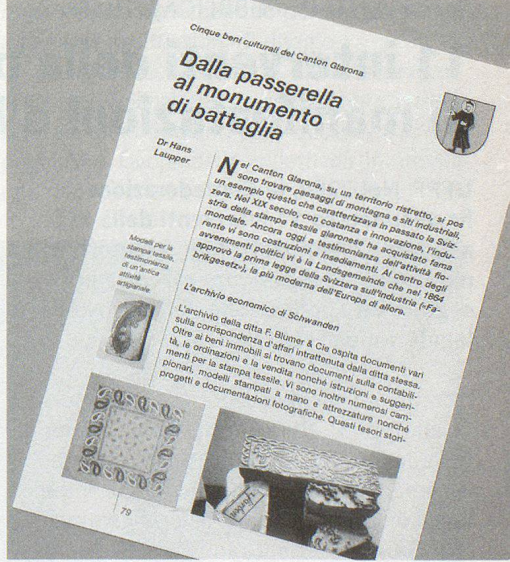 Cinque beni culturali del Canton Glarona
Dalla passerella
al monumento
di battaglia
Dr Hans
Laupper
Nel Canton Glarona, su un territorio ristretto, si pos
sono trovare paesaggi di montagna e siti industriali,
un esempio questo che caratterizzava in passato la Sviz-
zera. Nel XIX secolo, con costanza e innovazione, l'indu-
stria della stampa tessile glaronese ha acquistato fama
mondiale. Ancora oggi a testimonianza dell'attività fio-
rente vi sono costruzioni e insediamenti. Al centro degli
avvenimenti politici vi è la Landsgemeinde che nel 1864
approvò la prima legge della Svizzera sull'industria («Fa-
brikgesetz»), la più moderna dell'Europa di allora.
Modelli per la
stampa tessile,
testimonianza
di un'antica
attività
artigianale.
L'archivio economico di Schwanden
L'archivio della ditta F. Blumer & Cie ospita documenti vari
sulla corrispondenza d'affari intrattenuta dalla ditta stessa.
Oltre ai beni immobili si trovano documenti sulla contabili-
tà, le ordinazioni e la vendita nonché istruzioni e suggeri-
menti per la stampa tessile. Vi sono inoltre numerosi cam-
pionari, modelli stampati a mano e attrezzature nonché
progetti e documentazioni fotografiche. Questi tesori stori-
79